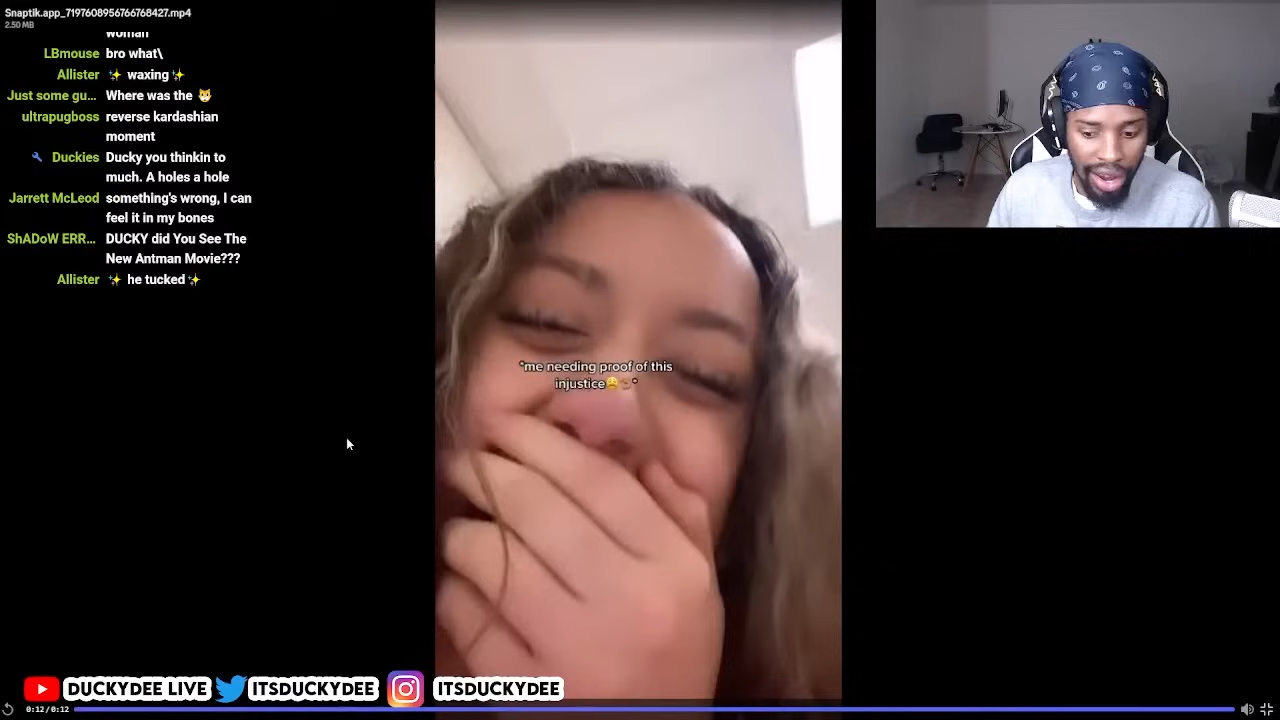 Snaptik.app_7197608956766768427.mp4
2.50 MB
woman
LBmouse bro what\
Allister ✨ waxing ✨
Just some gu... Where was the 🐱
ultrapugboss reverse kardashian
moment
Duckies Ducky you thinkin to
much. A holes a hole
Jarrett McLeod something's wrong, I can
feel it in my bones
ShADoW ERR... DUCKY did You See The
New Antman Movie???
Allister ✨ he tucked ✨
"me needing proof of this
injustice😩✊🏽"
DUCKYDEE LIVE ITSDUCKYDEE ITSDUCKYDEE
0:12/0:12